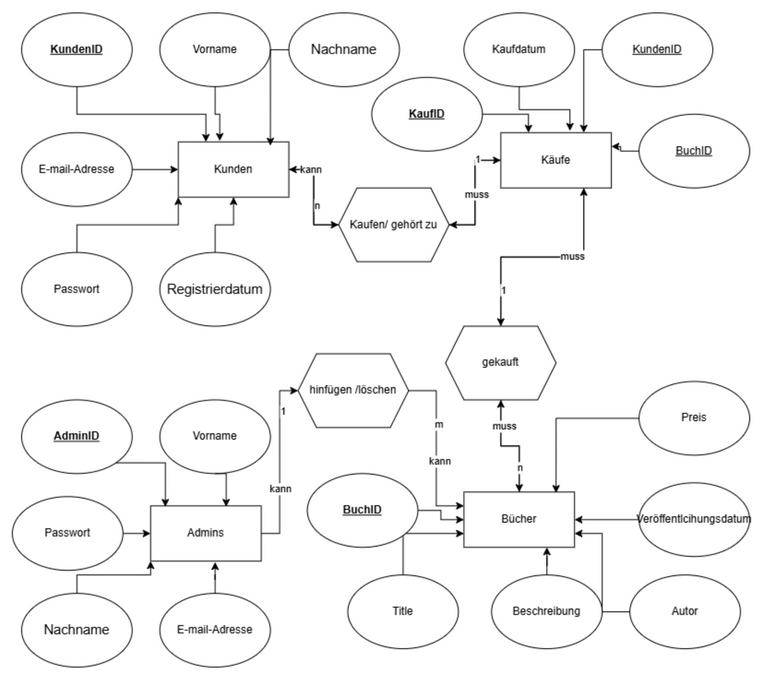 KundenID
Vorname
Nachname
Kaufdatum
KundenID
KaufID
E-mail-Adresse
Kunden
kann
n
Kaufen/ gehört zu
1
muss
Käufe
BuchID
Passwort
Registrierdatum
muss
1
gekauft
hinfügen /löschen
1
kann
m
kann
muss
n
Preis
AdminID
Vorname
Passwort
Admins
BuchID
Bücher
Veröffentlcihungsdatum
Nachname
E-mail-Adresse
Title
Beschreibung
Autor